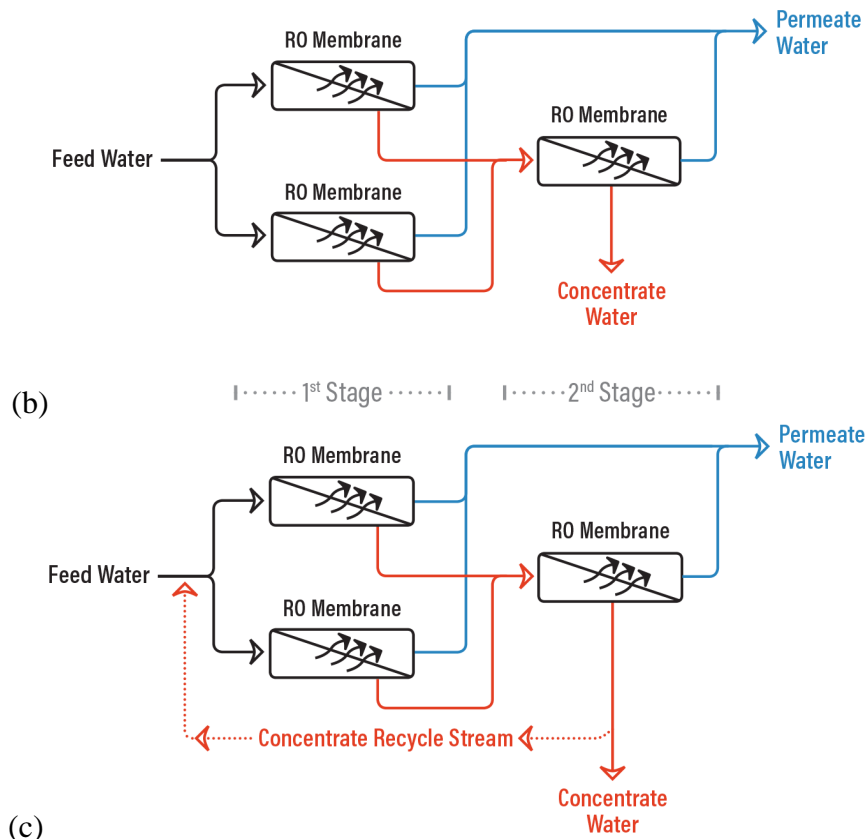 RO Membrane
Permeate
Water
RO Membrane
Feed Water
RO Membrane
Concentrate
Water
(b)
1st Stage
2nd Stage
RO Membrane
Permeate
Water
RO Membrane
Feed Water
RO Membrane
Concentrate Recycle Stream
Concentrate
Water
(c)